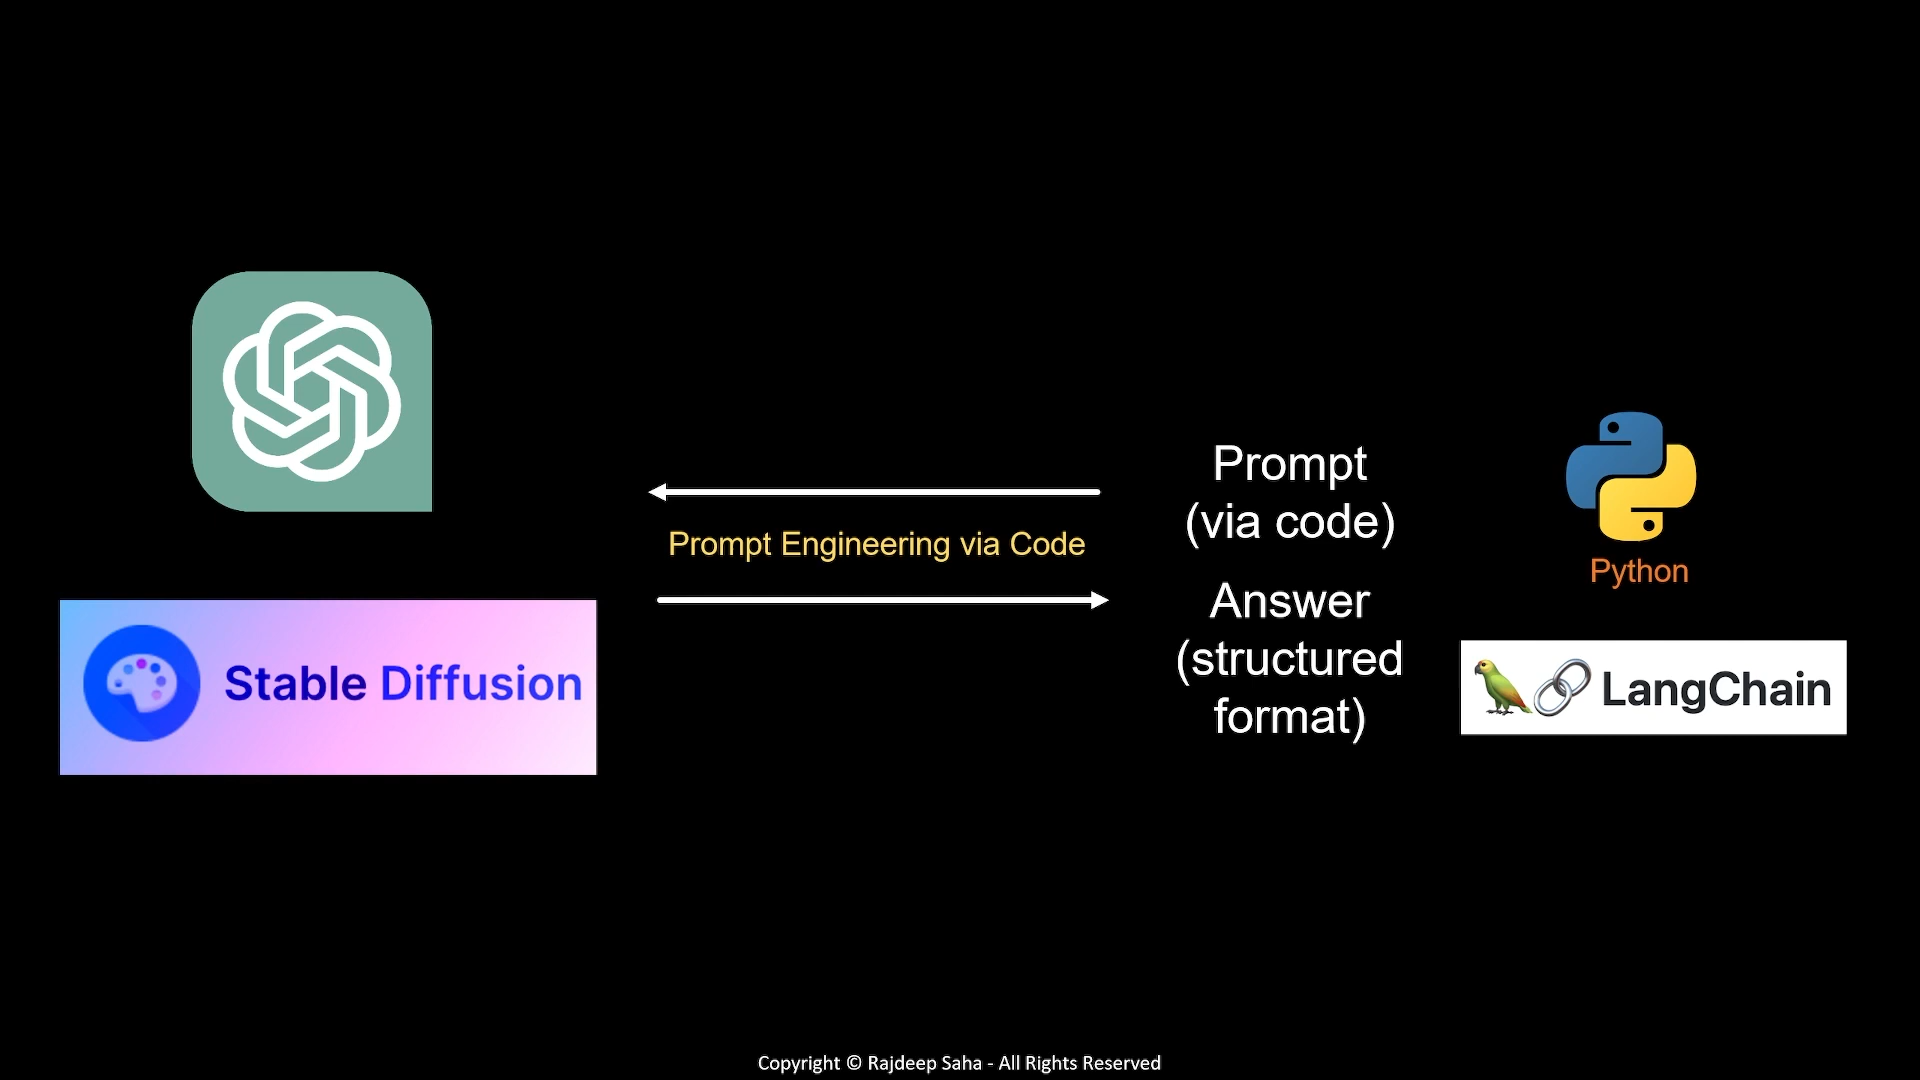 Prompt
(via code)
Prompt Engineering via Code
Python
Answer
(structured
format)
Stable Diffusion
LangChain
Copyright © Rajdeep Saha - All Rights Reserved